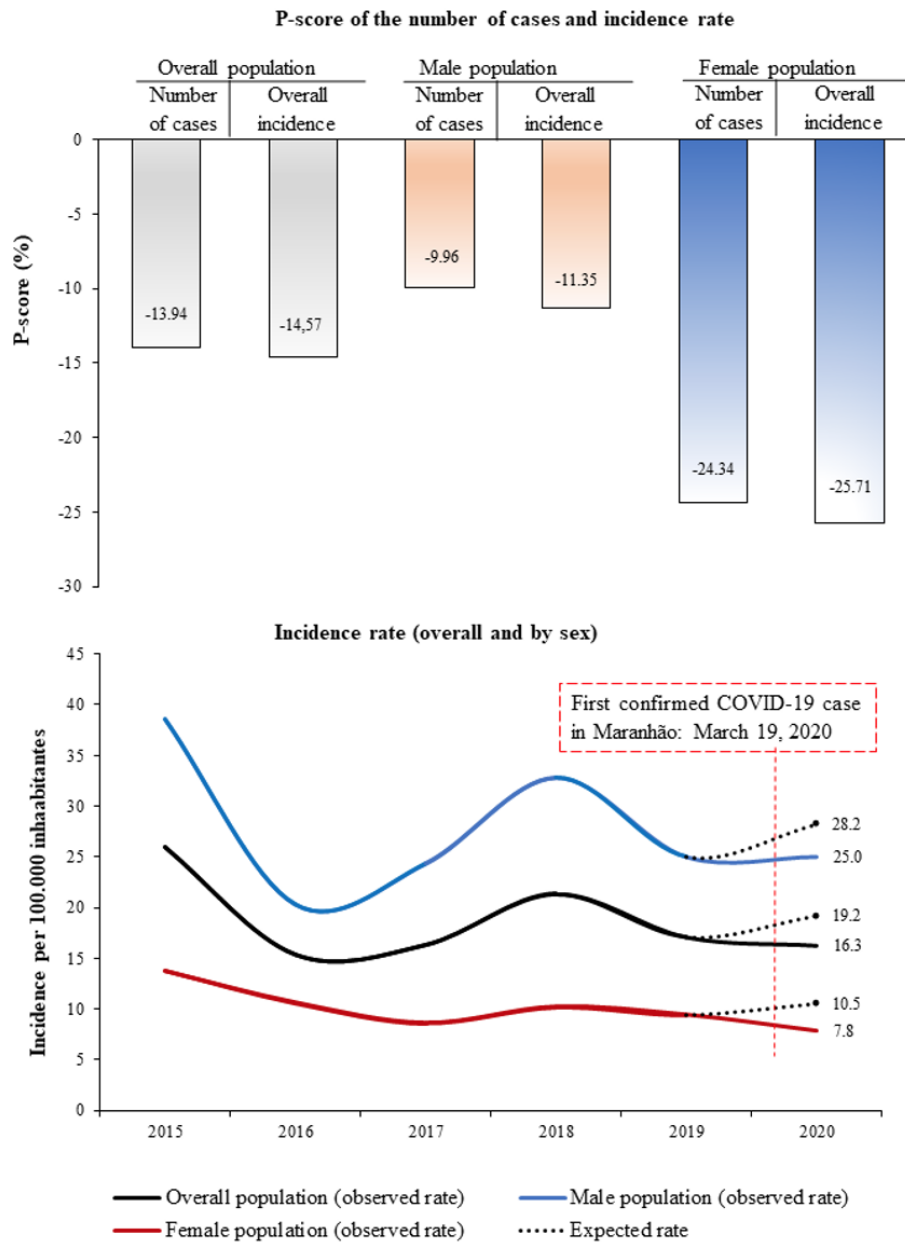 P-score of the number of cases and incidence rate
Overall population
Male population
Female population
Number of cases
Overall incidence
Number of cases
Overall incidence
Number of cases
Overall incidence
P-score (%)
0
-5
-10
-15
-20
-25
-30
-13.94
-14,57
-9.96
-11.35
-24.34
-25.71
Incidence rate (overall and by sex)
Incidence per 100.000 inhaabitantes
45
40
35
30
25
20
15
10
5
0
First confirmed COVID-19 case
in Maranhão: March 19, 2020
28.2
25.0
19.2
16.3
10.5
7.8
2015 2016 2017 2018 2019 2020
Overall population (observed rate)
Male population (observed rate)
Female population (observed rate)
Expected rate